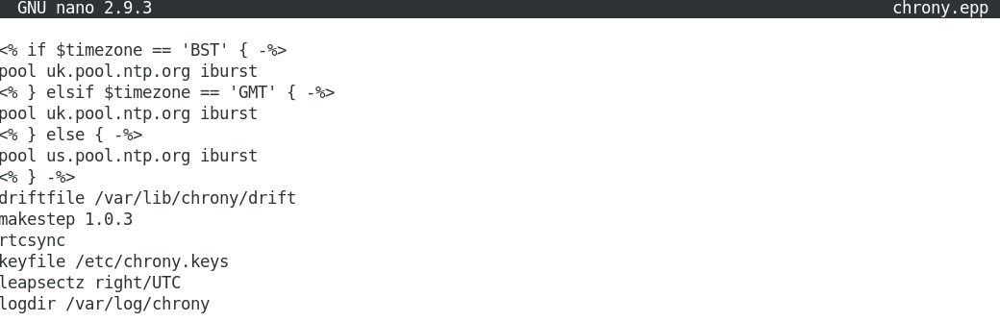 GNU nano 2.9.3 chrony.epp
<% if $timezone == 'BST' { -%>
pool uk.pool.ntp.org iburst
<% } elsif $timezone == 'GMT' { -%>
pool uk.pool.ntp.org iburst
<% } else { -%>
pool us.pool.ntp.org iburst
<% } -%>
driftfile /var/lib/chrony/drift
makestep 1.0.3
rtcsync
keyfile /etc/chrony.keys
leapsectz right/UTC
logdir /var/log/chrony